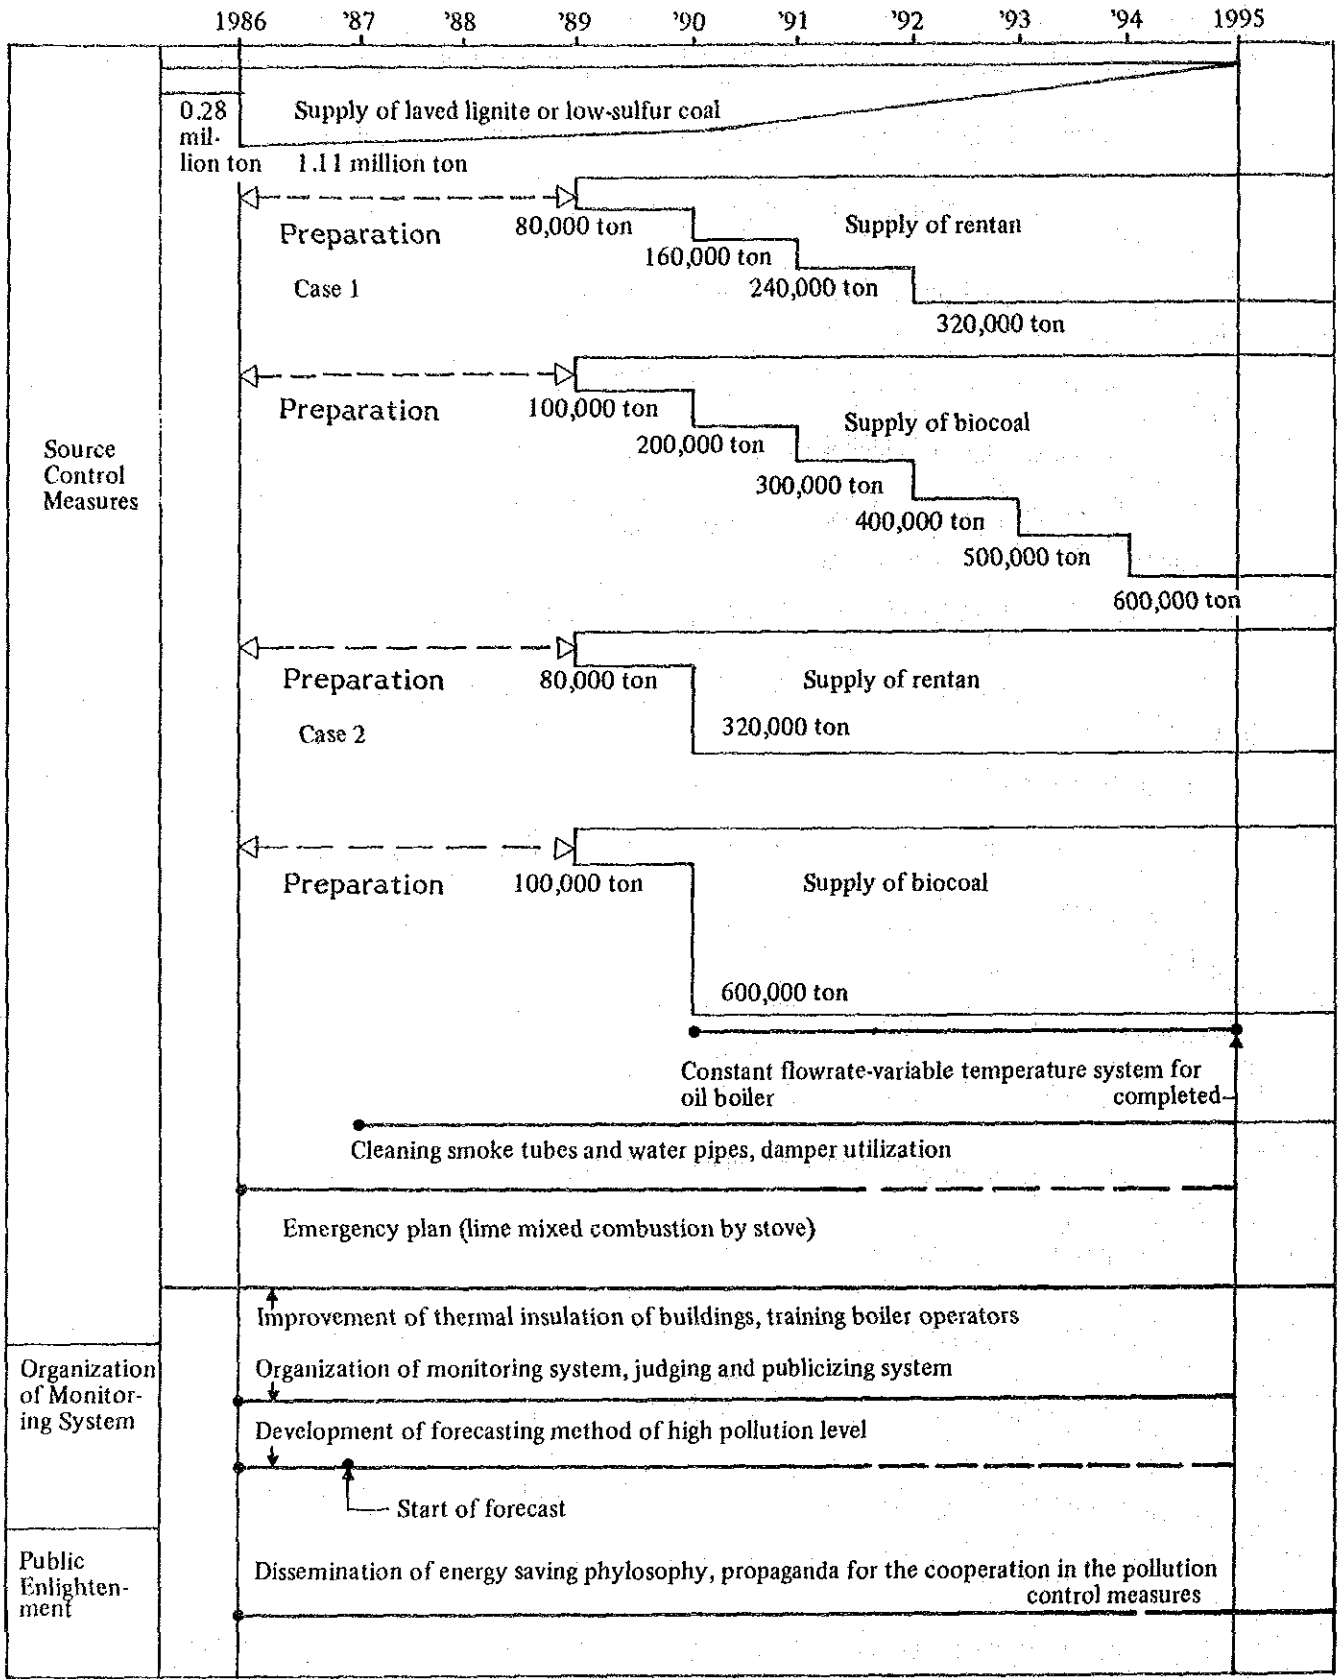 1986 '87 '88 '89 '90 '91 '92 '93 '94 1995
0.28
mil-
lion ton
Supply of laved lignite or low-sulfur coal
1.11 million ton
Preparation
80,000 ton
Supply of rentan
160,000 ton
Case 1
240,000 ton
320,000 ton
Preparation
100,000 ton
Supply of biocoal
200,000 ton
300,000 ton
400,000 ton
500,000 ton
600,000 ton
Source
Control
Measures
Preparation
80,000 ton
Supply of rentan
Case 2
320,000 ton
Preparation
100,000 ton
Supply of biocoal
600,000 ton
Constant flowrate-variable temperature system for
oil boiler completed
Cleaning smoke tubes and water pipes, damper utilization
Emergency plan (lime mixed combustion by stove)
Improvement of thermal insulation of buildings, training boiler operators
Organization
of Monitor-
ing System
Organization of monitoring system, judging and publicizing system
Development of forecasting method of high pollution level
Start of forecast
Public
Enlighten-
ment
Dissemination of energy saving phylosophy, propaganda for the cooperation in the pollution
control measures